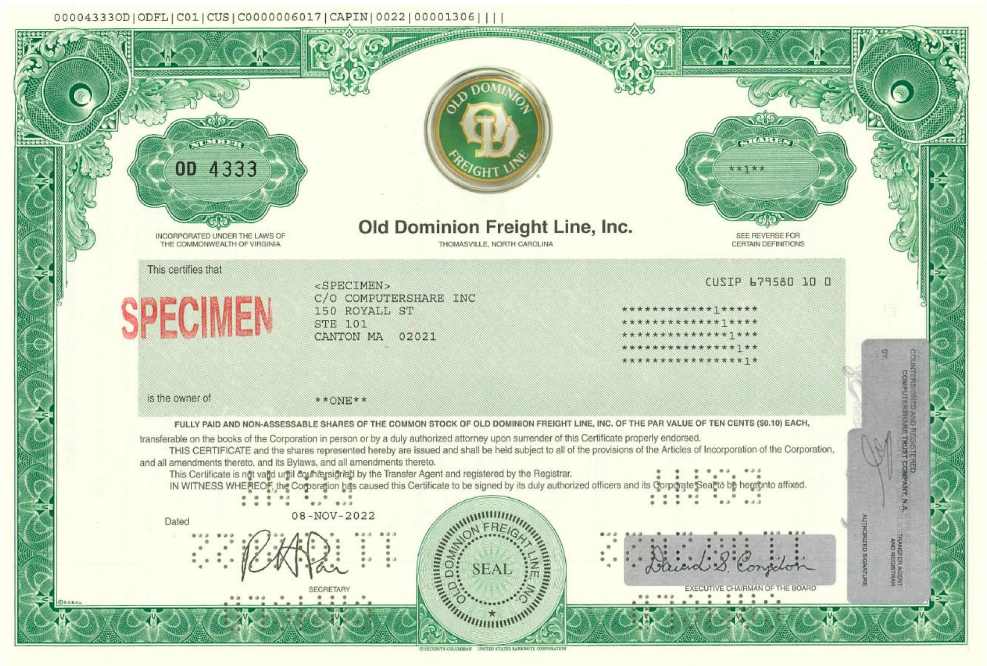 000043330D|ODFL|C01|CUS|C0000006017|CAPIN|0022|00001306||||
OLD DOMINION
OD
FREIGHT LINE
NUMBER
OD 4333
SHARES
**1**
Old Dominion Freight Line, Inc.
THOMASVILLE, NORTH CAROLINA
INCORPORATED UNDER THE LAWS OF
THE COMMONWEALTH OF VIRGINIA
SEE REVERSE FOR
CERTAIN DEFINITIONS
This certifies that
SPECIMEN
<SPECIMEN>
C/O COMPUTERSHARE INC
150 ROYALL ST
STE 101
CANTON MA 02021
CUSIP 679580 10 0
*************1*****
**************1****
***************1***
****************1**
*****************1*
is the owner of
**ONE**
FULLY PAID AND NON-ASSESSABLE SHARES OF THE COMMON STOCK OF OLD DOMINION FREIGHT LINE, INC. OF THE PAR VALUE OF TEN CENTS ($0.10) EACH,
transferable on the books of the Corporation in person or by a duly authorized attorney upon surrender of this Certificate properly endorsed.
THIS CERTIFICATE and the shares represented hereby are issued and shall be held subject to all of the provisions of the Articles of Incorporation of the Corporation,
and all amendments thereto, and its Bylaws, and all amendments thereto.
This Certificate is not valid until countersigned by the Transfer Agent and registered by the Registrar.
IN WITNESS WHEREOF, the Corporation has caused this Certificate to be signed by its duly authorized officers and its Corporate Seal to be hereonto affixed.
Dated
08-NOV-2022
SECRETARY
OLD DOMINION FREIGHT LINE, INC.
SEAL
David S. Congdon
EXECUTIVE CHAIRMAN OF THE BOARD
COUNTERSIGNED AND REGISTERED:
COMPUTERSHARE TRUST COMPANY, N.A.
TRANSFER AGENT
AND REGISTRAR
BY:
AUTHORIZED SIGNATURE
© SECURITY-COLUMBIAN UNITED STATES BANKNOTE CORPORATION